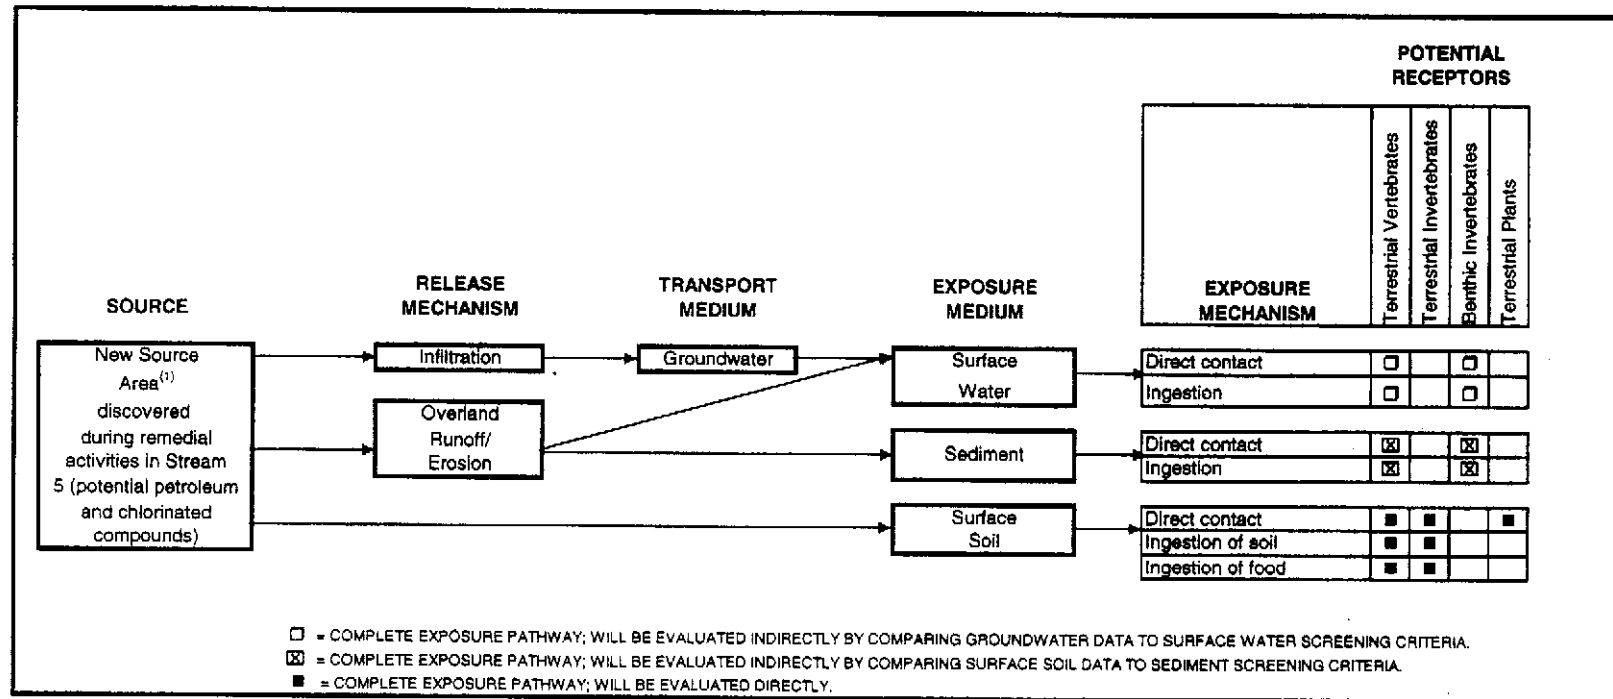 POTENTIAL
RECEPTORS
Terrestrial Vertebrates
Terrestrial Invertebrates
Benthic Invertebrates
Terrestrial Plants
SOURCE
RELEASE
MECHANISM
TRANSPORT
MEDIUM
EXPOSURE
MEDIUM
EXPOSURE
MECHANISM
New Source
Area(1)
discovered
during remedial
activities in Stream
5 (potential petroleum
and chlorinated
compounds)
Infiltration
Groundwater
Surface
Water
Direct contact
Ingestion
Overland
Runoff/
Erosion
Sediment
Direct contact
Ingestion
Surface
Soil
Direct contact
Ingestion of soil
Ingestion of food
= COMPLETE EXPOSURE PATHWAY; WILL BE EVALUATED INDIRECTLY BY COMPARING GROUNDWATER DATA TO SURFACE WATER SCREENING CRITERIA.
= COMPLETE EXPOSURE PATHWAY; WILL BE EVALUATED INDIRECTLY BY COMPARING SURFACE SOIL DATA TO SEDIMENT SCREENING CRITERIA.
= COMPLETE EXPOSURE PATHWAY; WILL BE EVALUATED DIRECTLY.